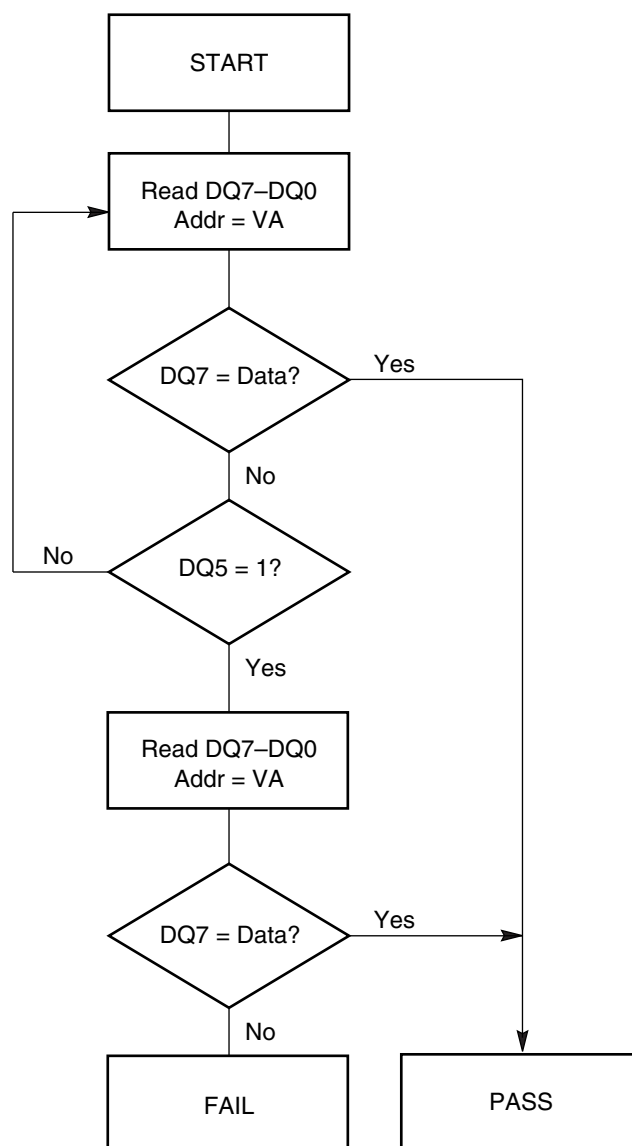 START
Read DQ7–DQ0
Addr = VA
DQ7 = Data?
Yes
No
No
DQ5 = 1?
Yes
Read DQ7–DQ0
Addr = VA
DQ7 = Data?
Yes
No
FAIL
PASS